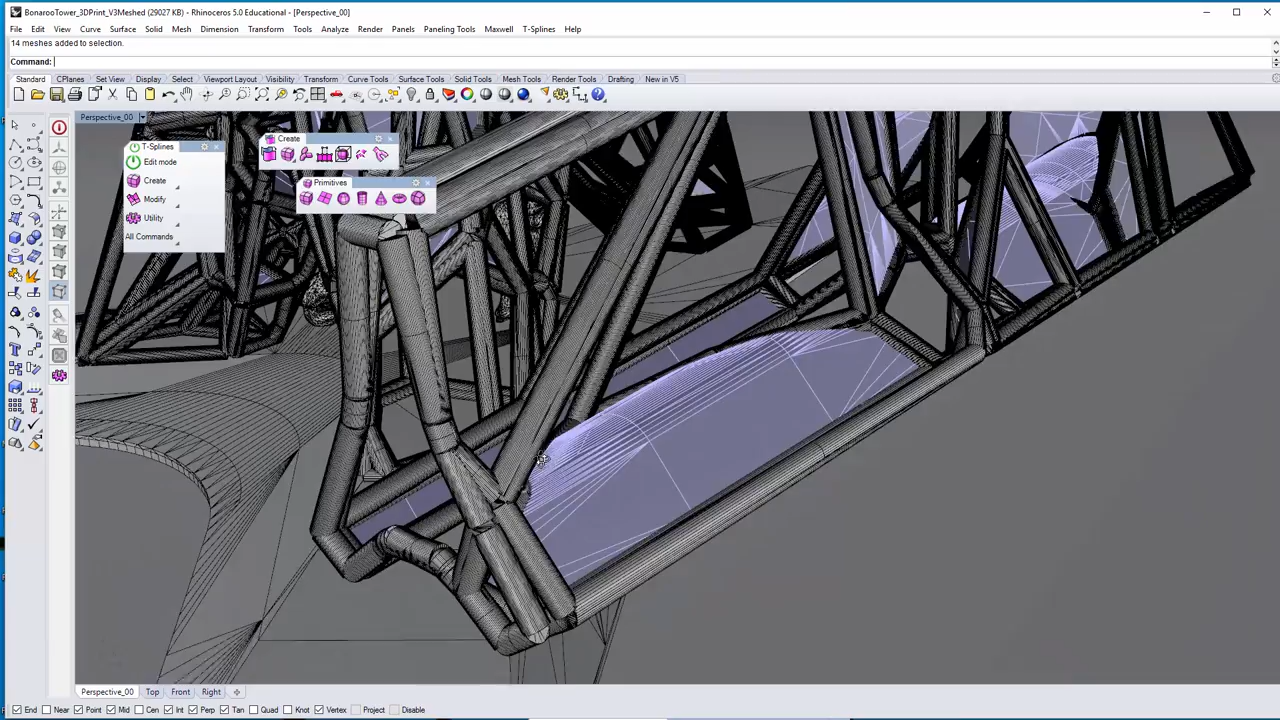 BonarooTower_3DPrint_V3Meshed (29027 KB) - Rhinoceros 5.0 Educational - [Perspective_00]
File Edit View Curve Surface Solid Mesh Dimension Transform Tools Analyze Render Panels Paneling Tools Maxwell T-Splines Help
14 meshes added to selection.
Command:
Standard CPlanes Set View Display Select Viewport Layout Visibility Transform Curve Tools Surface Tools Solid Tools Mesh Tools Render Tools Drafting New in V5
Perspective_00
Create
T-Splines
Edit mode
Primitives
Create
Modify
Utility
All Commands
Perspective_00 Top Front Right
End Near Point Mid Cen Int Perp Tan Quad Knot Vertex Project Disable